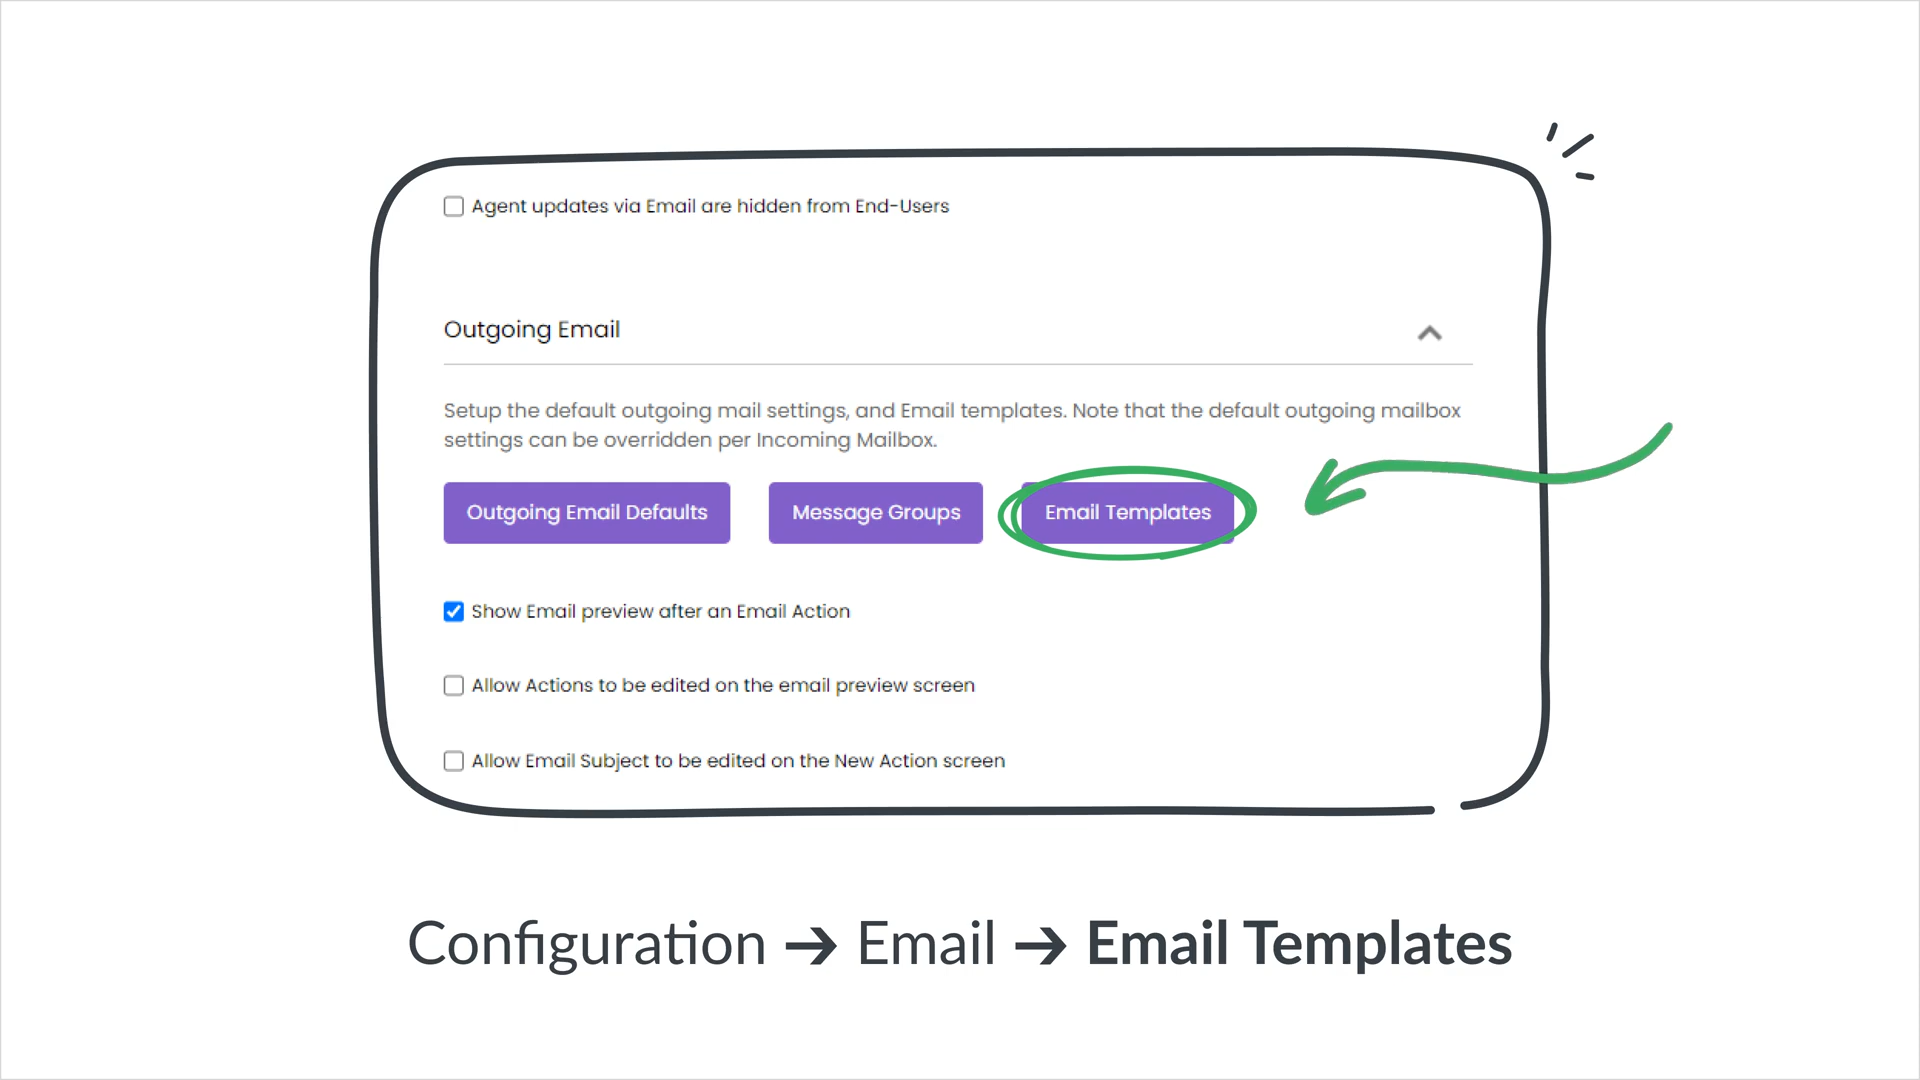 Agent updates via Email are hidden from End-Users
Outgoing Email
Setup the default outgoing mail settings, and Email templates. Note that the default outgoing mailbox
settings can be overridden per Incoming Mailbox.
Outgoing Email Defaults Message Groups Email Templates
Show Email preview after an Email Action
Allow Actions to be edited on the email preview screen
Allow Email Subject to be edited on the New Action screen
Configuration → Email → Email Templates